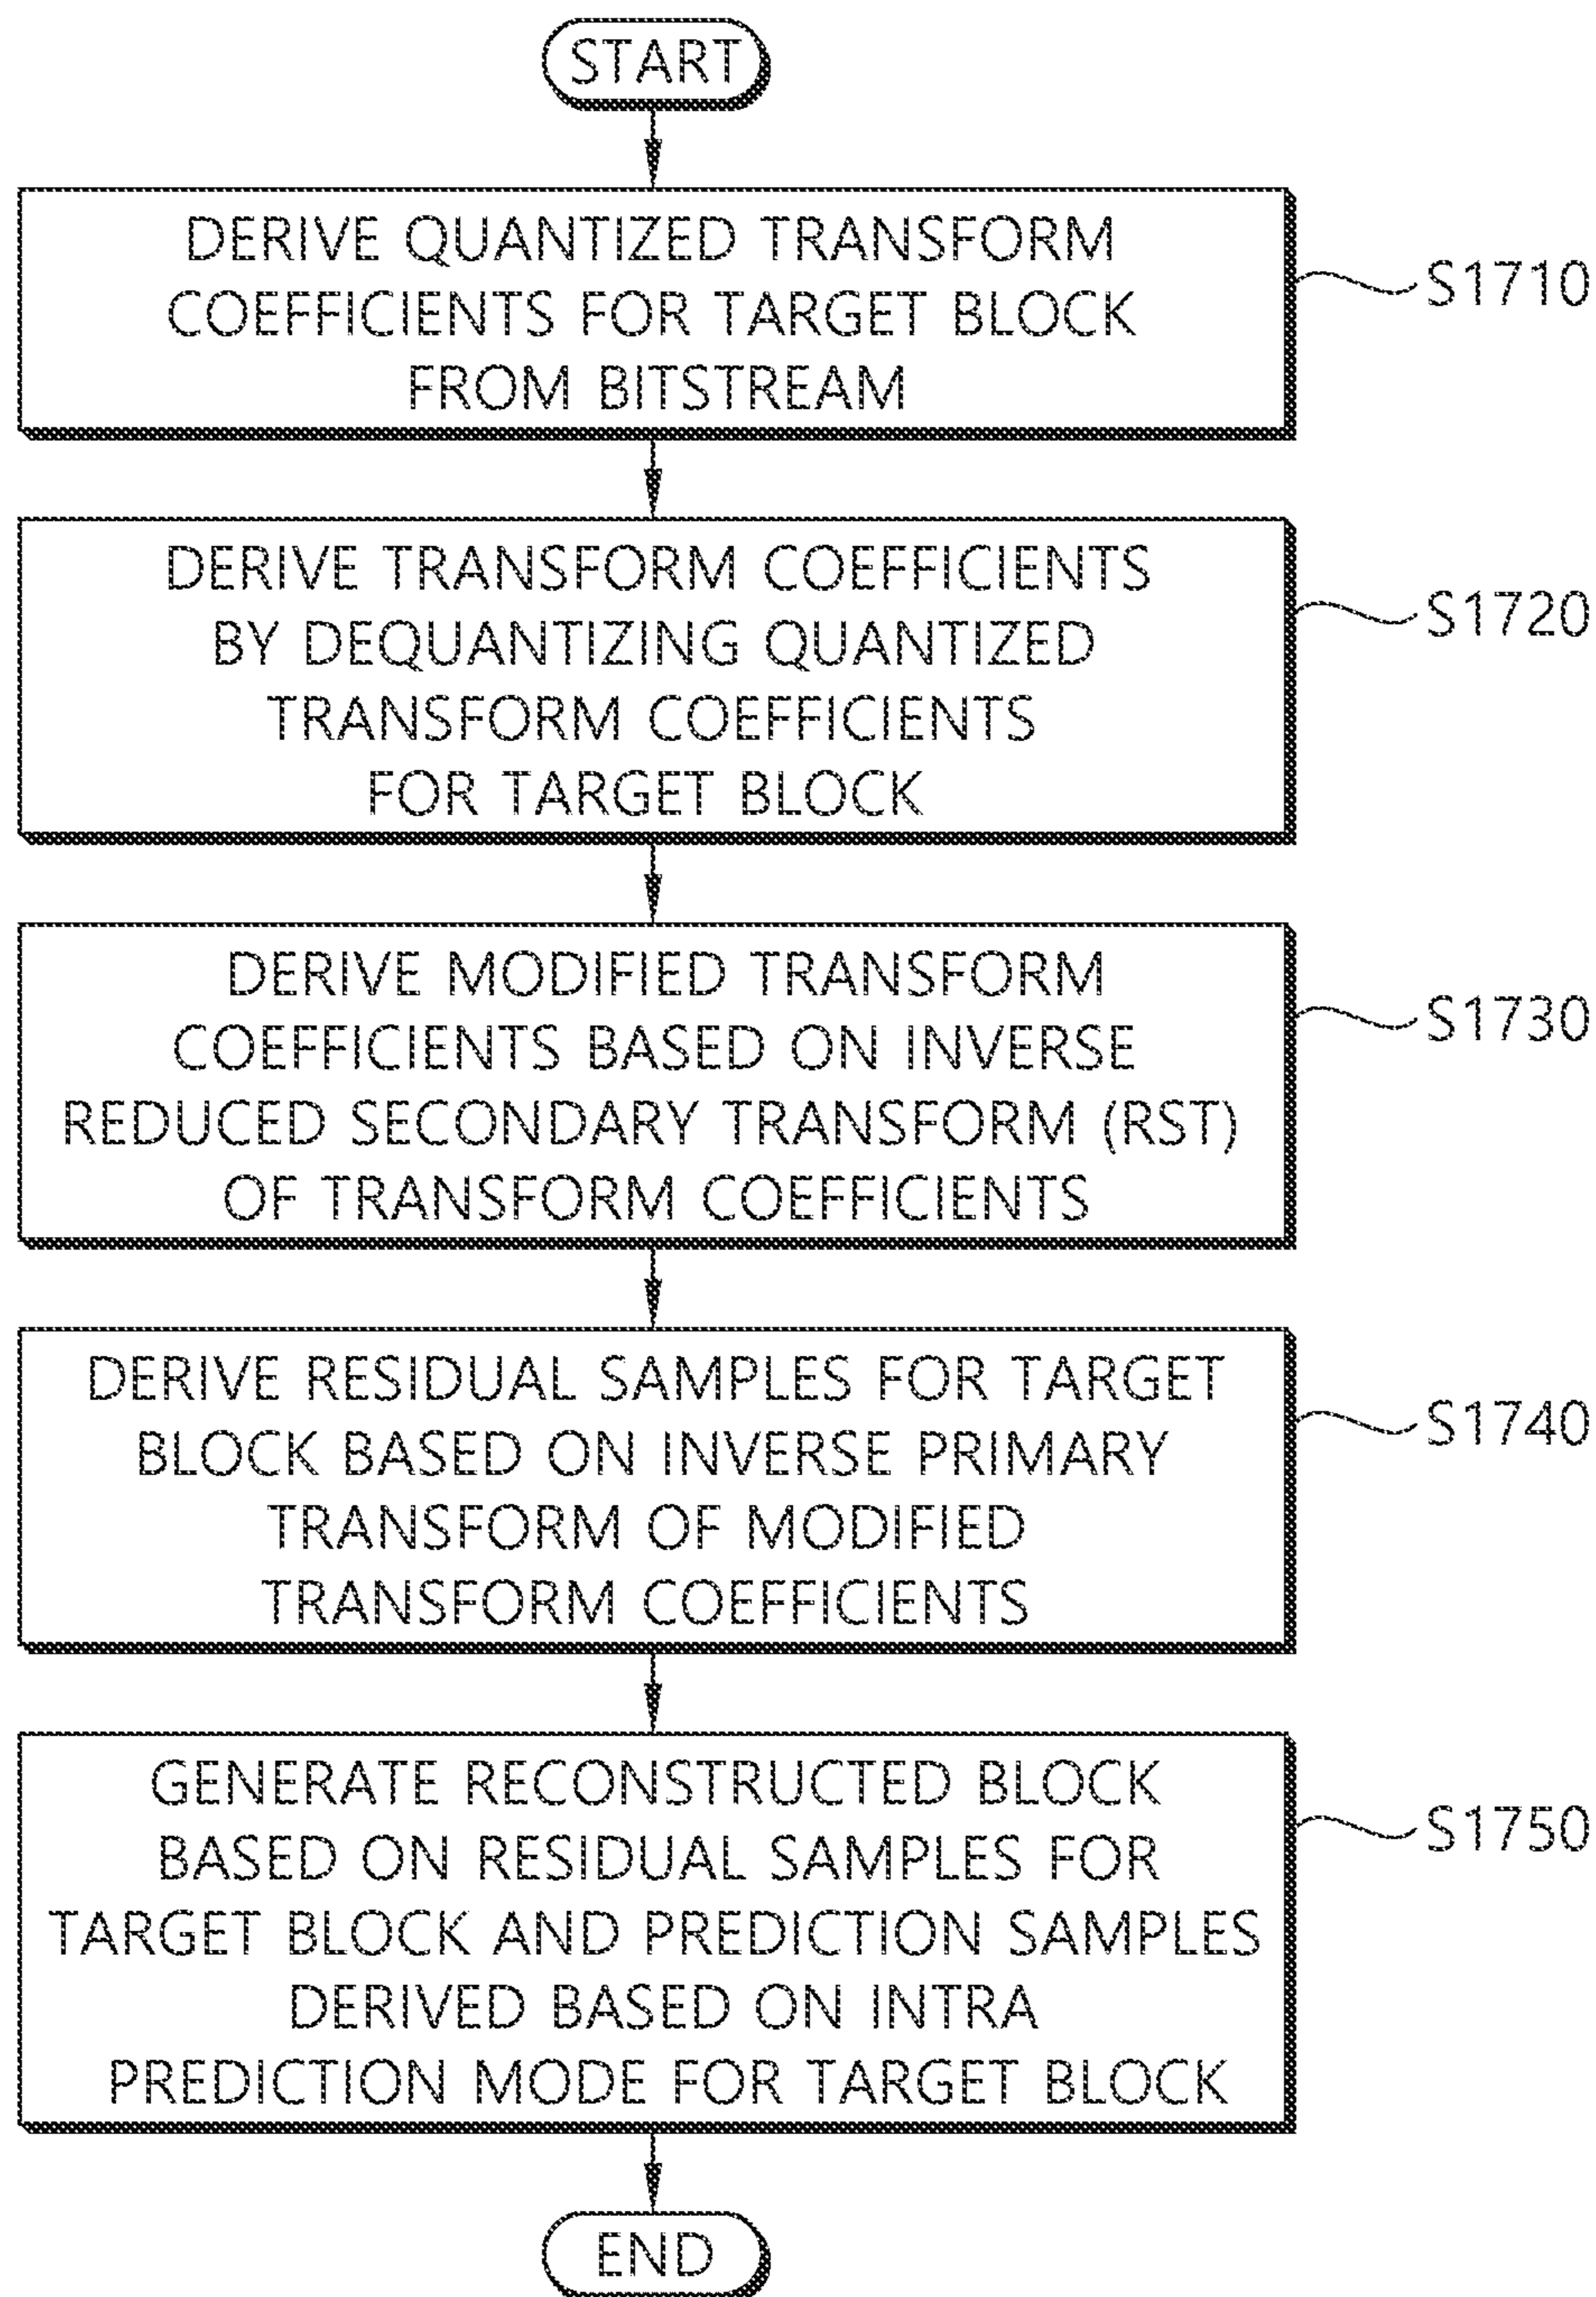 START
DERIVE QUANTIZED TRANSFORM
COEFFICIENTS FOR TARGET BLOCK
FROM BITSTREAM
S1710
DERIVE TRANSFORM COEFFICIENTS
BY DEQUANTIZING QUANTIZED
TRANSFORM COEFFICIENTS
FOR TARGET BLOCK
S1720
DERIVE MODIFIED TRANSFORM
COEFFICIENTS BASED ON INVERSE
REDUCED SECONDARY TRANSFORM (RST)
OF TRANSFORM COEFFICIENTS
S1730
DERIVE RESIDUAL SAMPLES FOR TARGET
BLOCK BASED ON INVERSE PRIMARY
TRANSFORM OF MODIFIED
TRANSFORM COEFFICIENTS
S1740
GENERATE RECONSTRUCTED BLOCK
BASED ON RESIDUAL SAMPLES FOR
TARGET BLOCK AND PREDICTION SAMPLES
DERIVED BASED ON INTRA
PREDICTION MODE FOR TARGET BLOCK
S1750
END